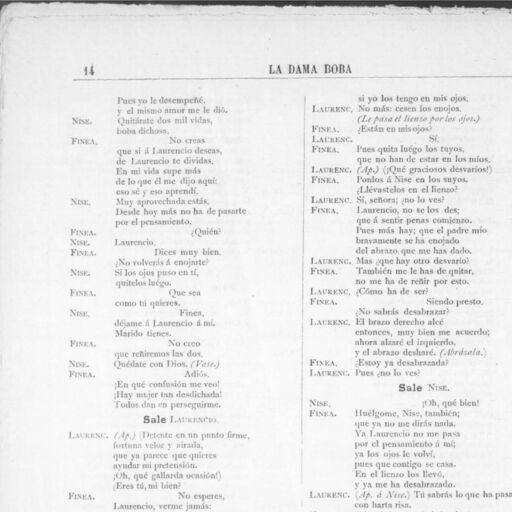 14
LA DAMA BOBA
Pues yo le desempeñé,
y el mismo amor me le dió.
NISE. Quitárate dos mil vidas,
boba dichosa.
FINEA. No creas
que si á Laurencio deseas,
de Laurencio te dividas.
En mi vida supe más
de lo que él me dijo aquí:
eso sé y eso aprendí.
NISE. Muy aprovechada estás.
Desde hoy más no ha de pasarte
por el pensamiento.
FINEA. ¿Quién?
NISE. Laurencio.
FINEA. Dices muy bien.
¿No volverás á enojarte?
NISE. Si los ojos puso en tí,
quítelos luego.
FINEA. Que sea
como tú quieres.
NISE. Finea,
déjame á Laurencio á mí.
Marido tienes.
FINEA. No creo
que reñiremos las dos.
NISE. Quédate con Dios. (Vase.)
FINEA. Adiós.
¡En qué confusión me veo!
¡Hay mujer tan desdichada!
Todos dan en perseguirme.
Sale LAURENCIO.
LAURENC. (Ap.) (Detente en un punto firme,
fortuna veloz y airada,
que ya parece que quieres
ayudar mi pretensión.
¡Oh, qué gallarda ocasión!)
¿Eres tú, mi bien?
FINEA. No esperes,
Laurencio, verme jamás:
si yo los tengo en mis ojos.
LAURENC. No más: cesen los enojos.
(Le pasa el lienzo por los ojos.)
FINEA. ¿Están en mis ojos?
LAURENC. Sí.
FINEA. Pues quita luégo los tuyos,
que no han de estar en los míos.
LAURENC. (Ap.) (¡Qué graciosos desvaríos!)
FINEA. Ponlos á Nise en los suyos.
¿Llévastelos en el lienzo?
LAURENC. Sí, señora; ¿no lo ves?
FINEA. Laurencio, no se los des;
que á sentir penas comienzo.
Pues más hay; que el padre mío
bravamente se ha enojado
del abrazo que me has dado.
LAURENC. Mas ¿que hay otro desvarío?
FINEA. También me le has de quitar,
no me ha de reñir por esto.
LAURENC. ¿Cómo ha de ser?
FINEA. Siendo presto.
¿No sabrás desabrazar?
LAURENC. El brazo derecho alcé
entonces, muy bien me acuerdo;
ahora alzaré el izquierdo,
y el abrazo desharé. (Abrázala.)
FINEA. ¿Estoy ya desabrazada?
LAURENC. Pues ¿no lo ves?
Sale NISE.
NISE. ¡Oh, qué bien!
FINEA. Huélgome, Nise, también;
que ya no me dirás nada.
Ya Laurencio no me pasa
por el pensamiento á mí;
ya los ojos le volví,
pues que contigo se casa.
En el lienzo los llevó,
y ya me ha desabrazado.
LAURENC. (Ap. á Nise.) Tú sabrás lo que ha pasa
con harta risa.